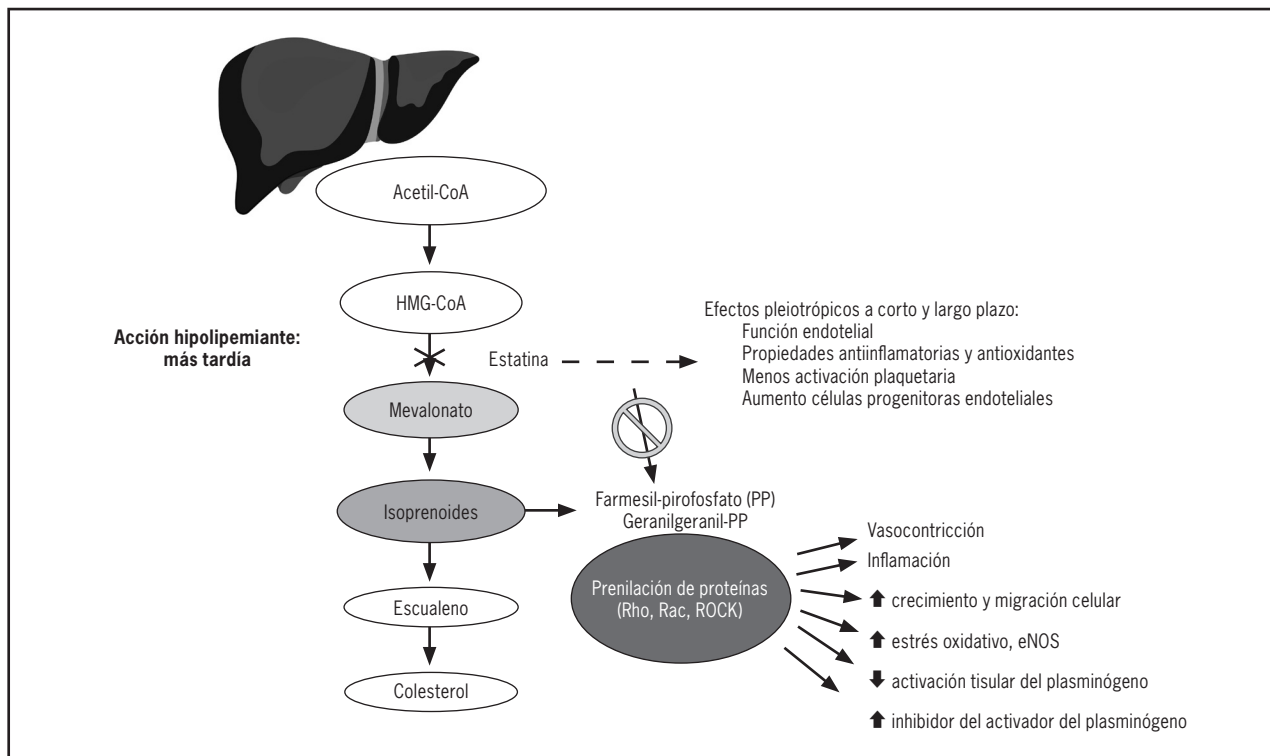 Acetil-CoA
HMG-CoA
Acción hipolipemiante:
más tardía
Estatina
Efectos pleiotrópicos a corto y largo plazo:
Función endotelial
Propiedades antiinflamatorias y antioxidantes
Menos activación plaquetaria
Aumento células progenitoras endoteliales
Mevalonato
Isoprenoides
Farmesil-pirofosfato (PP)
Geranilgeranil-PP
Prenilación de proteínas
(Rho, Rac, ROCK)
Vasocontricción
Inflamación
⬆ crecimiento y migración celular
⬆ estrés oxidativo, eNOS
⬇ activación tisular del plasminógeno
⬆ inhibidor del activador del plasminógeno
Escualeno
Colesterol